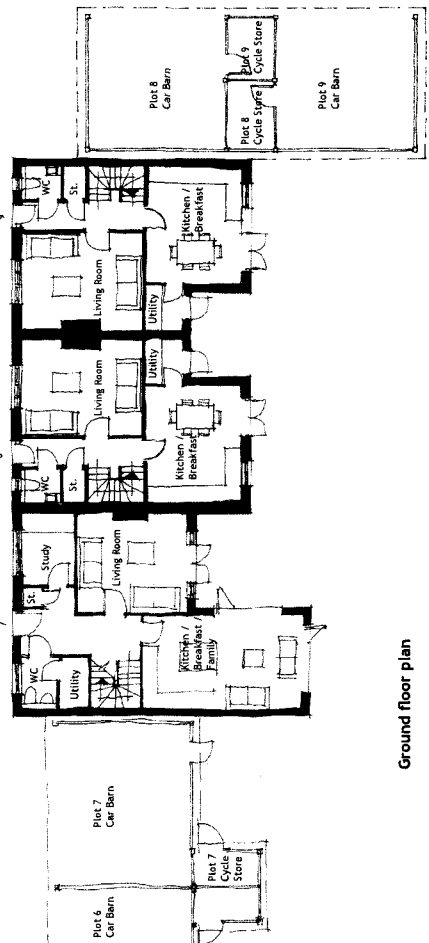 Plot 6
Car Barn
Plot 7
Car Barn
Plot 7
Cycle
Store
WC
Utility
St.
Study
Living Room
Kitchen /
Breakfast /
Family
WC
St.
Living Room
Utility
Kitchen /
Breakfast
Living Room
Utility
WC
St.
Kitchen /
Breakfast
Plot 8
Car Barn
Plot 8
Cycle Store
Plot 9
Cycle Store
Plot 9
Car Barn
Ground floor plan